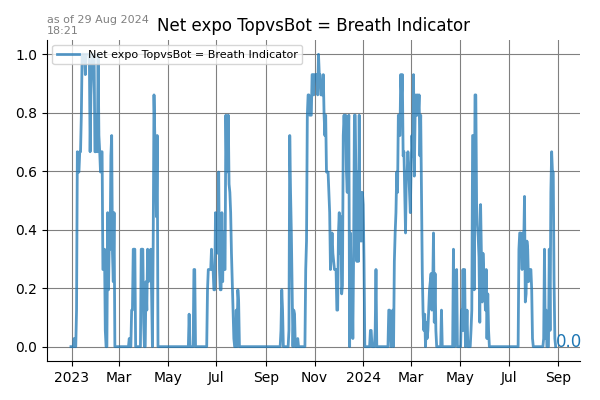 as of 29 Aug 2024
18:21
Net expo TopvsBot = Breath Indicator
Net expo TopvsBot = Breath Indicator
1.0
0.8
0.6
0.4
0.2
0.0
0.0
2023 Mar May Jul Sep Nov 2024 Mar May Jul Sep